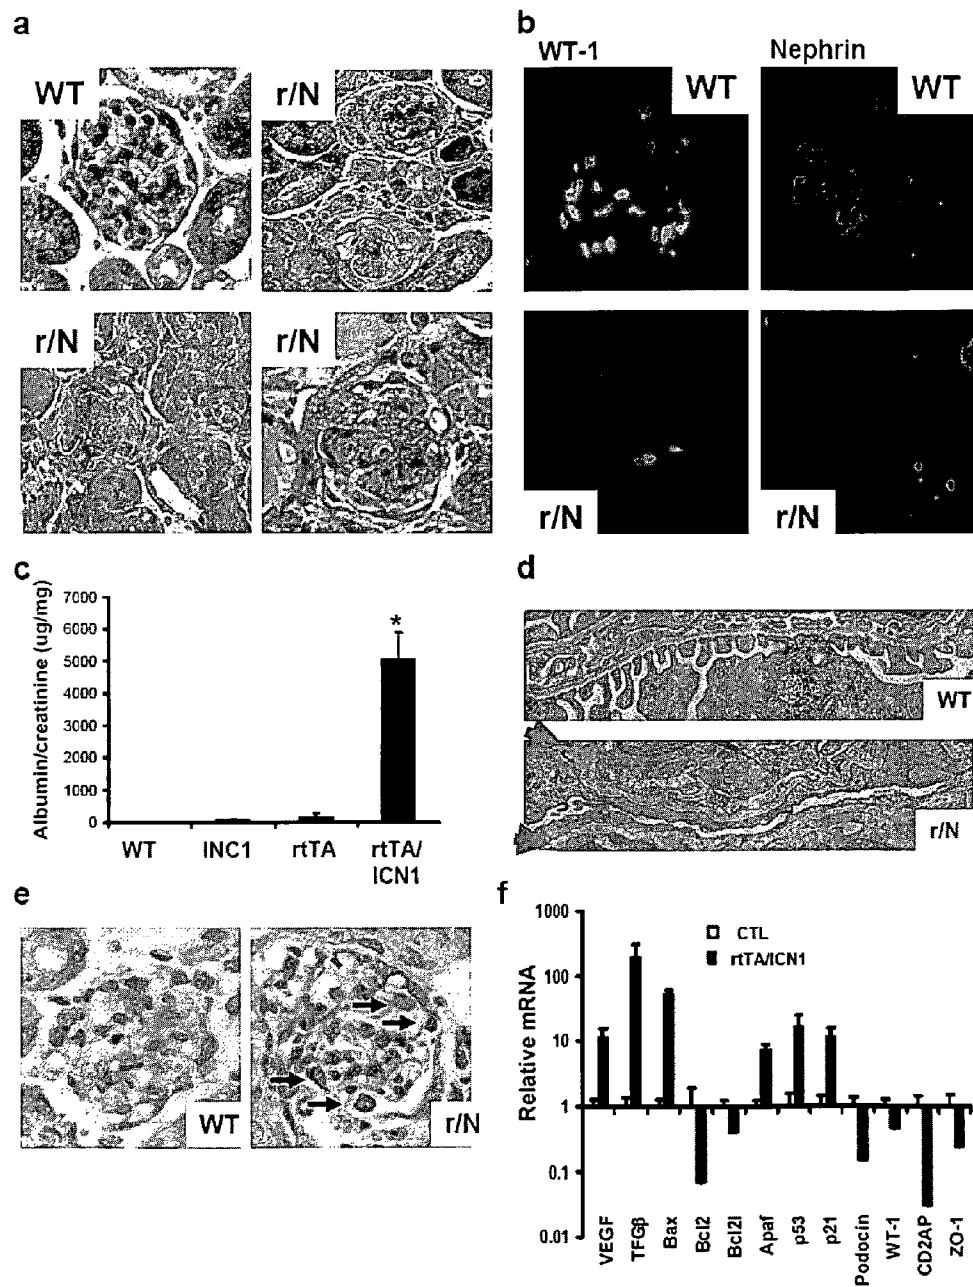 a
WT
r/N
r/N
r/N
b
WT-1
Nephrin
WT
WT
r/N
r/N
c
Albumin/creatinine (ug/mg)
7000
6000
5000
4000
3000
2000
1000
0
*
WT
INC1
rtTA
rtTA/
ICN1
d
WT
r/N
e
WT
r/N
f
Relative mRNA
1000
100
10
1
0.1
0.01
CTL
rtTA/ICN1
VEGF
TFGβ
Bax
Bcl2
Bcl2l
Apaf
p53
p21
Podocin
WT-1
CD2AP
ZO-1